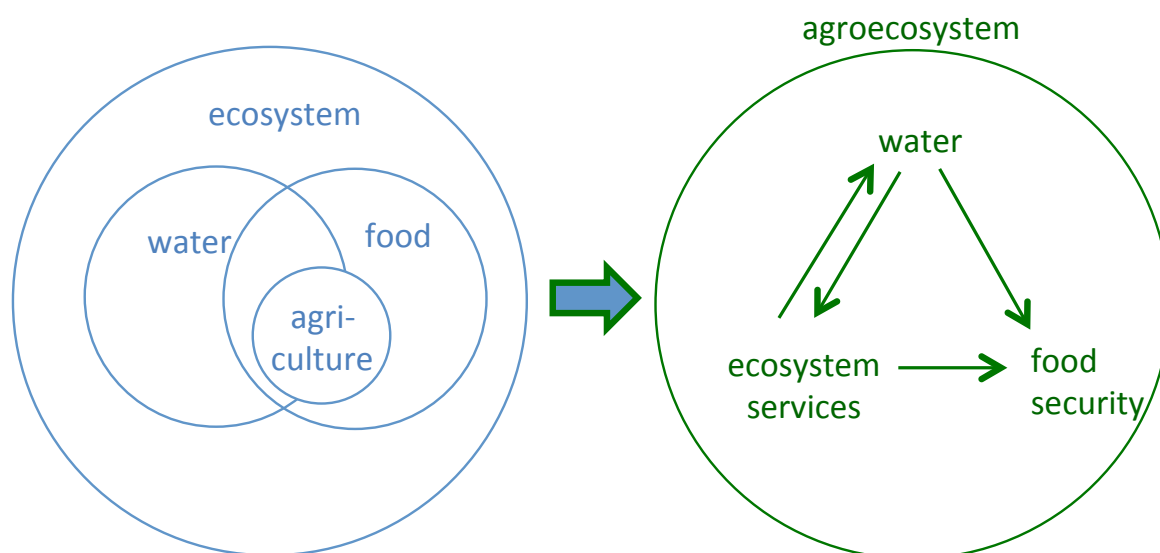 ecosystem
water
food
agri-
culture
agroecosystem
water
ecosystem
services
food
security